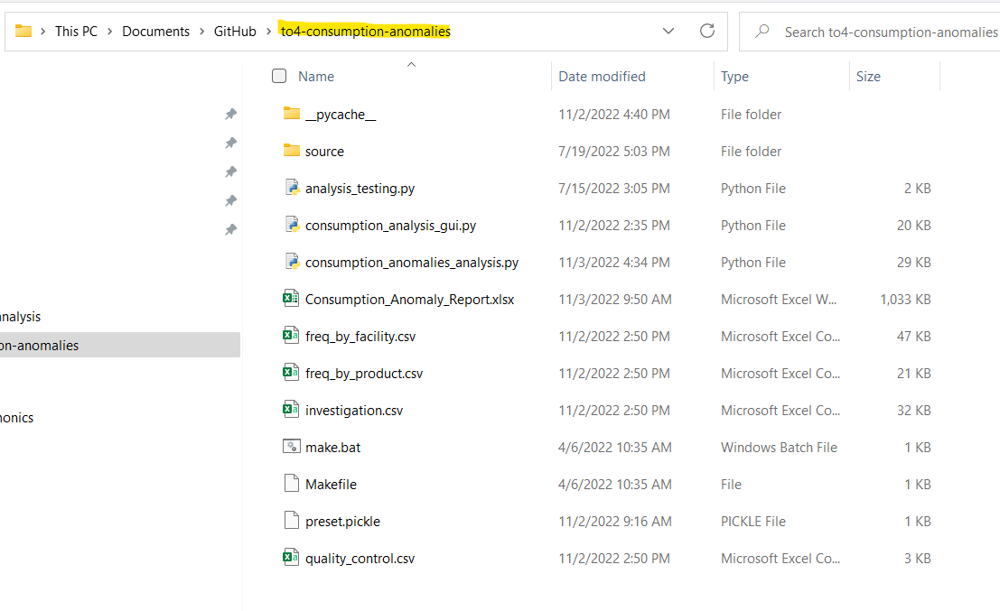 This PC > Documents > GitHub > to4-consumption-anomalies
Search to4-consumption-anomalies
Name Date modified Type Size
__pycache__ 11/2/2022 4:40 PM File folder
source 7/19/2022 5:03 PM File folder
analysis_testing.py 7/15/2022 3:05 PM Python File 2 KB
consumption_analysis_gui.py 11/2/2022 2:35 PM Python File 20 KB
consumption_anomalies_analysis.py 11/3/2022 4:34 PM Python File 29 KB
Consumption_Anomaly_Report.xlsx 11/3/2022 9:50 AM Microsoft Excel W... 1,033 KB
nalysis
freq_by_facility.csv 11/2/2022 2:50 PM Microsoft Excel Co... 47 KB
on-anomalies
freq_by_product.csv 11/2/2022 2:50 PM Microsoft Excel Co... 21 KB
investigation.csv 11/2/2022 2:50 PM Microsoft Excel Co... 32 KB
onics
make.bat 4/6/2022 10:35 AM Windows Batch File 1 KB
Makefile 4/6/2022 10:35 AM File 1 KB
preset.pickle 11/2/2022 9:16 AM PICKLE File 1 KB
quality_control.csv 11/2/2022 2:50 PM Microsoft Excel Co... 3 KB